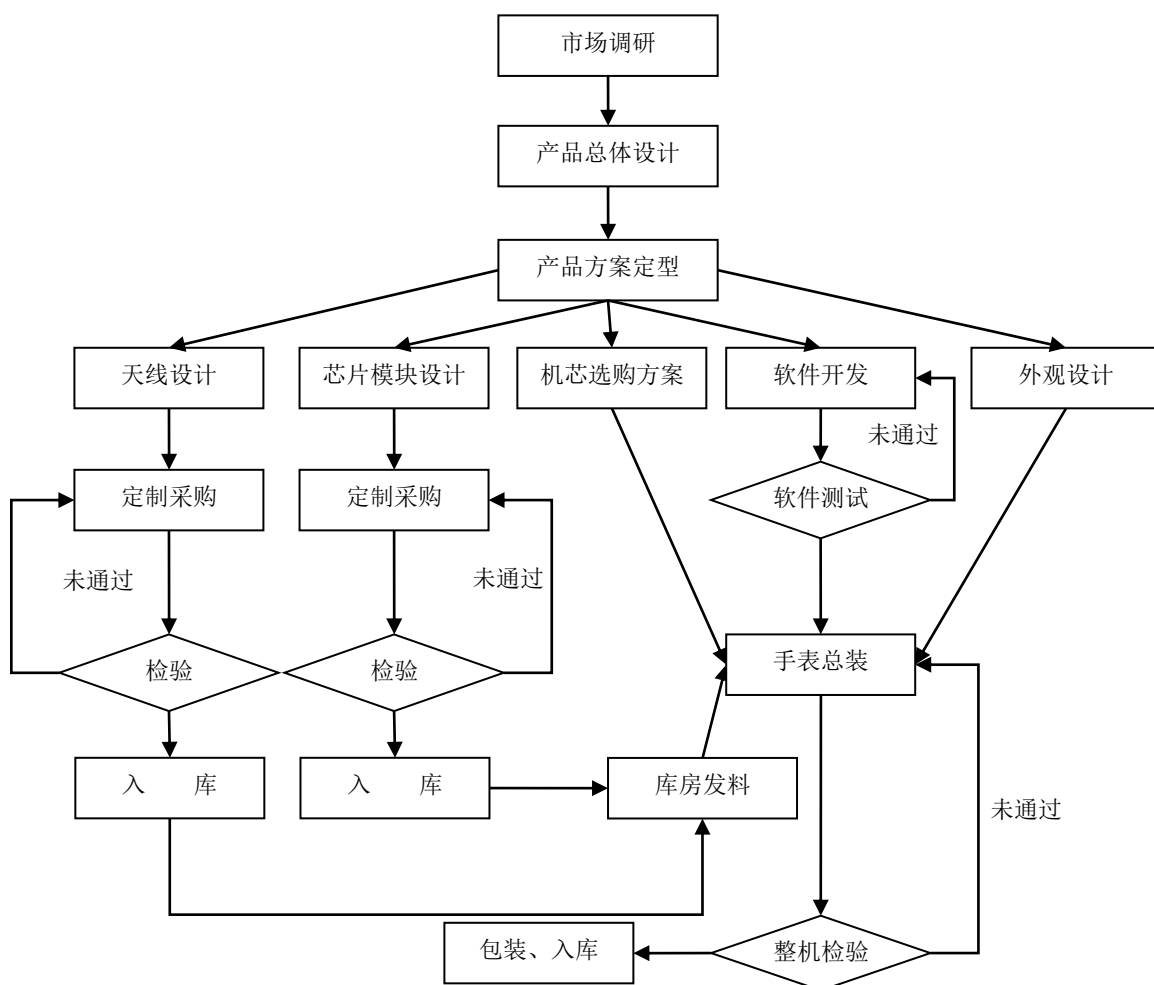 市场调研
产品总体设计
产品方案定型
天线设计
芯片模块设计
机芯选购方案
软件开发
外观设计
未通过
定制采购
定制采购
软件测试
未通过
未通过
检验
检验
手表总装
入 库
入 库
库房发料
未通过
包装、入库
整机检验